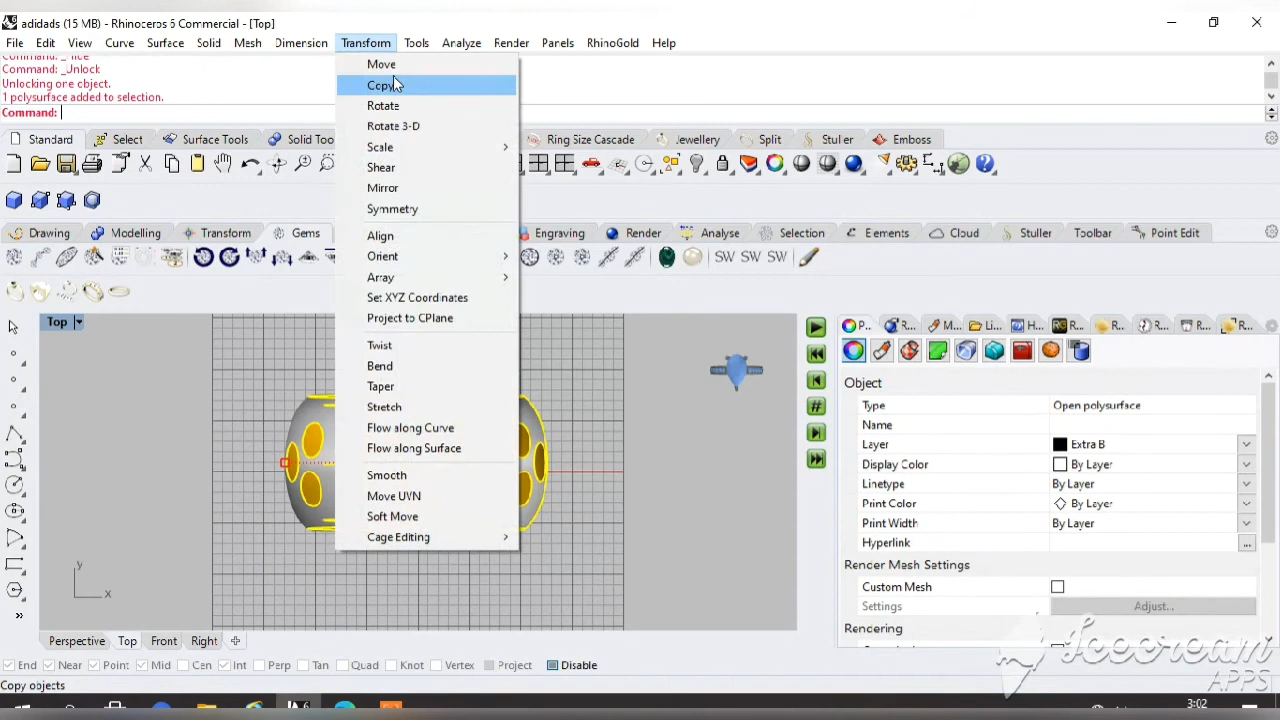 adidads (15 MB) - Rhinoceros 6 Commercial - [Top]
File Edit View Curve Surface Solid Mesh Dimension Transform Tools Analyze Render Panels RhinoGold Help
Command: _Unlock
Unlocking one object.
1 polysurface added to selection.
Command:
Standard Select Surface Tools Solid Too Ring Size Cascade Jewellery Split Stuller Emboss
Drawing Modelling Transform Gems Engraving Render Analyse Selection Elements Cloud Stuller Toolbar Point Edit
SW SW SW
Move
Copy
Rotate
Rotate 3-D
Scale
Shear
Mirror
Symmetry
Align
Orient
Array
Set XYZ Coordinates
Project to CPlane
Twist
Bend
Taper
Stretch
Flow along Curve
Flow along Surface
Smooth
Move UVN
Soft Move
Cage Editing
Top
y
x
P... R... M... Li... H... R... R... R... R... R...
Object
Type Open polysurface
Name
Layer Extra B
Display Color By Layer
Linetype By Layer
Print Color By Layer
Print Width By Layer
Hyperlink ...
Render Mesh Settings
Custom Mesh
Settings Adjust...
Rendering
Perspective Top Front Right
End Near Point Mid Cen Int Perp Tan Quad Knot Vertex Project Disable
Copy objects
Icecream
APPS
3:02